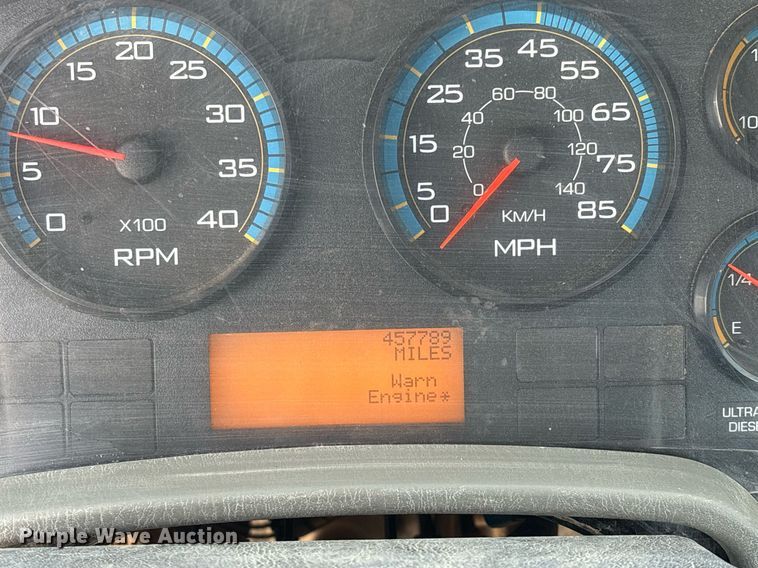 0 5 10 15 20 25 30 35 40
X100
RPM
0 5 15 25 35 45 55 65 75 85
0 20 40 60 80 100 120 140
KM/H
MPH
1/4
E
457789
MILES
Warn
Engine*
Purple Wave Auction